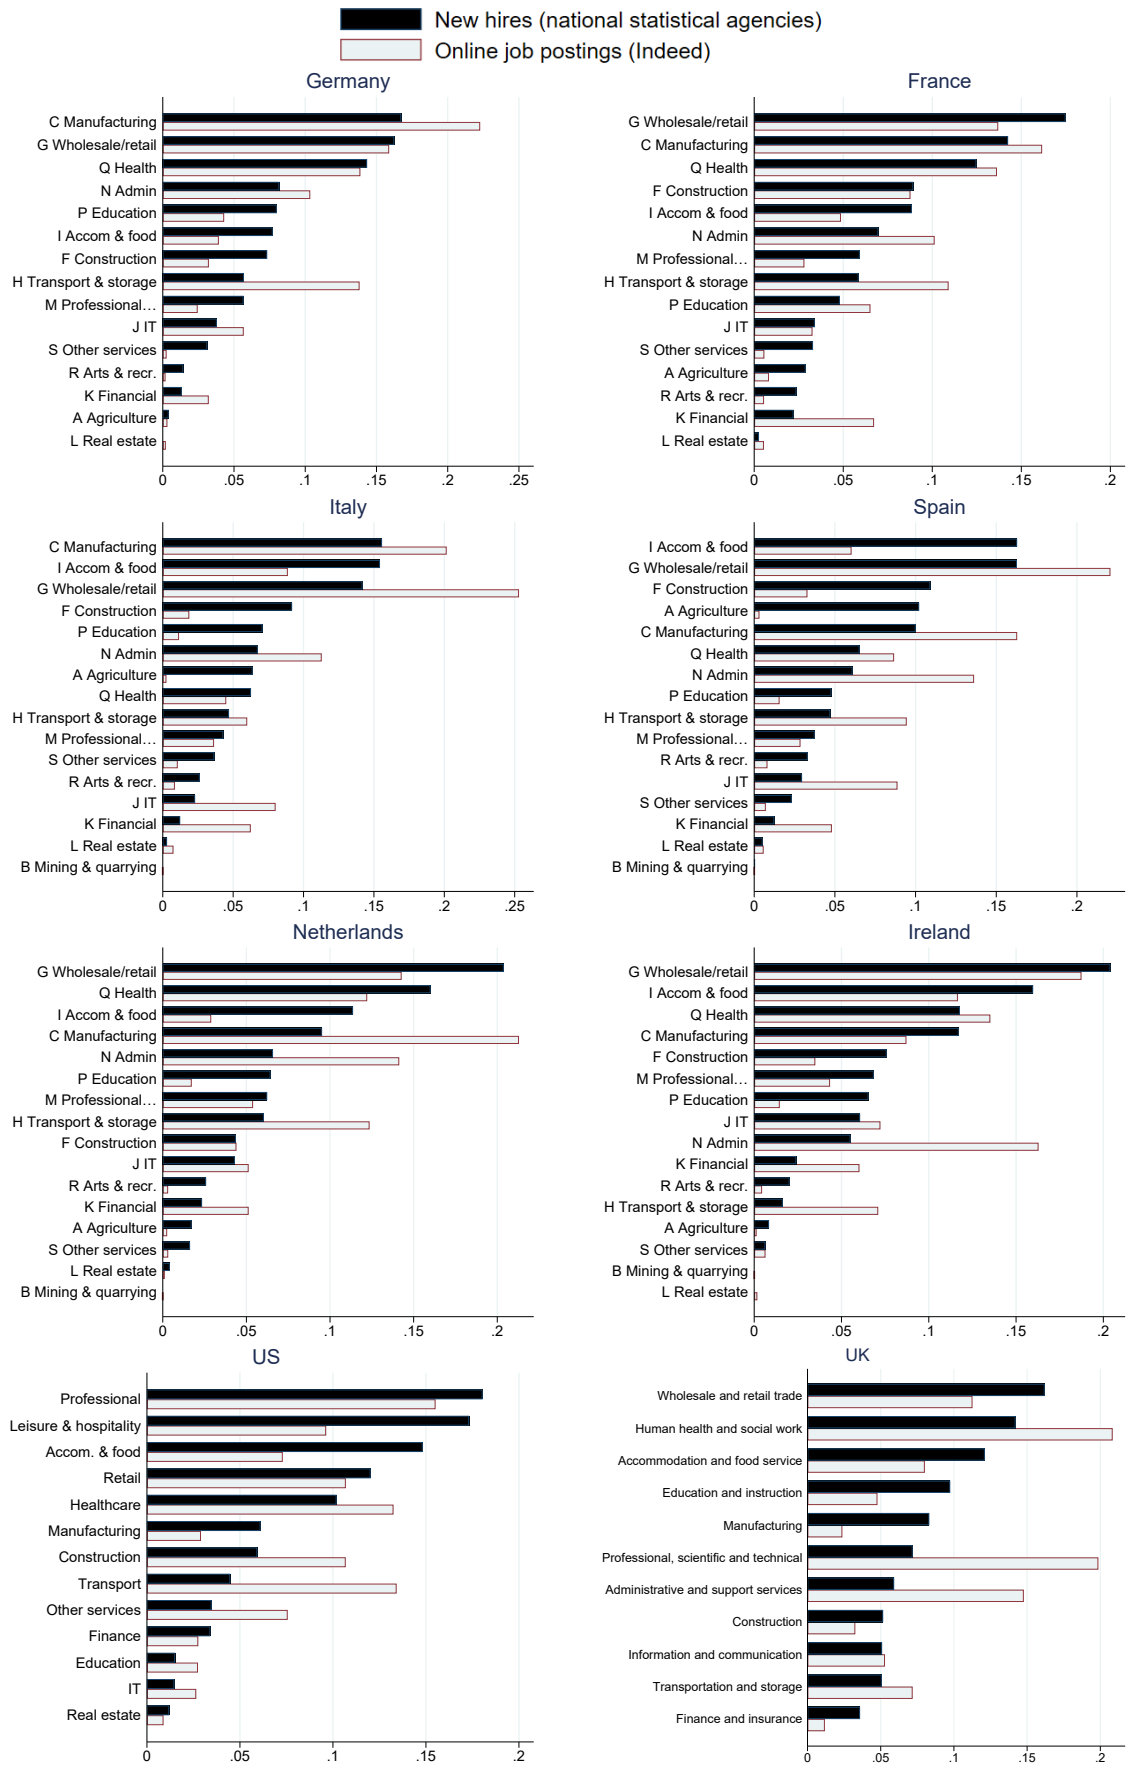 New hires (national statistical agencies)
Online job postings (Indeed)
Germany
C Manufacturing
G Wholesale/retail
Q Health
N Admin
P Education
I Accom & food
F Construction
H Transport & storage
M Professional…
J IT
S Other services
R Arts & recr.
K Financial
A Agriculture
L Real estate
0 .05 .1 .15 .2 .25
France
G Wholesale/retail
C Manufacturing
Q Health
F Construction
I Accom & food
N Admin
M Professional…
H Transport & storage
P Education
J IT
S Other services
A Agriculture
R Arts & recr.
K Financial
L Real estate
0 .05 .1 .15 .2
Italy
C Manufacturing
I Accom & food
G Wholesale/retail
F Construction
P Education
N Admin
A Agriculture
Q Health
H Transport & storage
M Professional…
S Other services
R Arts & recr.
J IT
K Financial
L Real estate
B Mining & quarrying
0 .05 .1 .15 .2 .25
Spain
I Accom & food
G Wholesale/retail
F Construction
A Agriculture
C Manufacturing
Q Health
N Admin
P Education
H Transport & storage
M Professional…
R Arts & recr.
J IT
S Other services
K Financial
L Real estate
B Mining & quarrying
0 .05 .1 .15 .2
Netherlands
G Wholesale/retail
Q Health
I Accom & food
C Manufacturing
N Admin
P Education
M Professional…
H Transport & storage
F Construction
J IT
R Arts & recr.
K Financial
A Agriculture
S Other services
L Real estate
B Mining & quarrying
0 .05 .1 .15 .2
Ireland
G Wholesale/retail
I Accom & food
Q Health
C Manufacturing
F Construction
M Professional…
P Education
J IT
N Admin
K Financial
R Arts & recr.
H Transport & storage
A Agriculture
S Other services
B Mining & quarrying
L Real estate
0 .05 .1 .15 .2
US
Professional
Leisure & hospitality
Accom. & food
Retail
Healthcare
Manufacturing
Construction
Transport
Other services
Finance
Education
IT
Real estate
0 .05 .1 .15 .2
UK
Wholesale and retail trade
Human health and social work
Accommodation and food service
Education and instruction
Manufacturing
Professional, scientific and technical
Administrative and support services
Construction
Information and communication
Transportation and storage
Finance and insurance
0 .05 .1 .15 .2